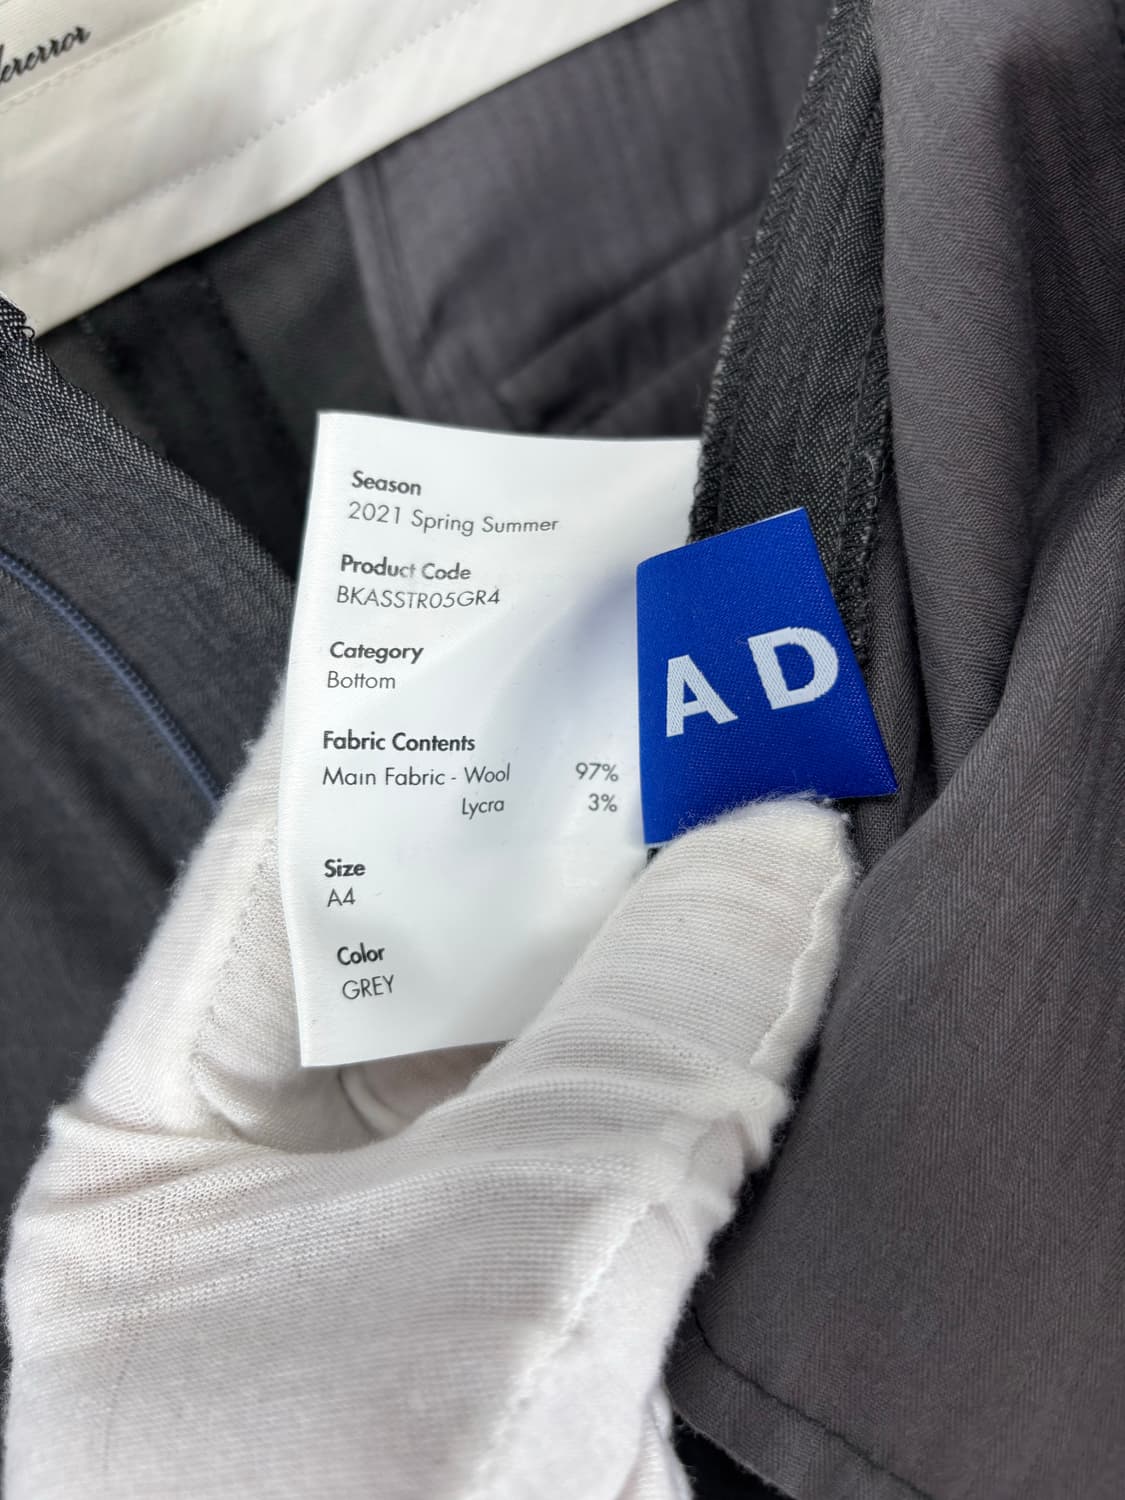 Season
2021 Spring Summer
Product Code
BKASSTR05GR4
Category
Bottom
Fabric Contents
Main Fabric - Wool 97%
Lycra 3%
Size
A4
Color
GREY
A D